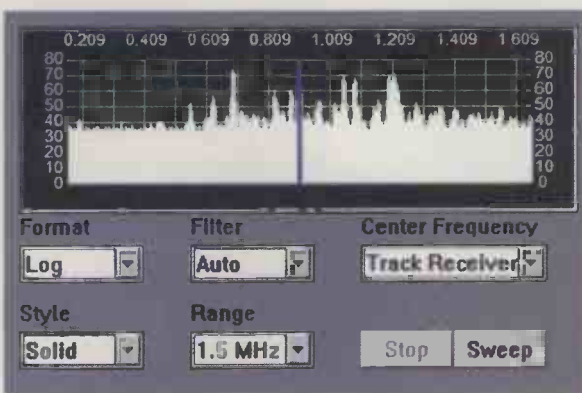 0.209 0.409 0 609 0.809 1.009 1.209 1.409 1 609
80 80
70 70
60 60
50 50
40 40
30 30
20 20
10 10
0 0
Format Filter Center Frequency
Log Auto Track Receiver
Style Range
Solid 1.5 MHz Stop Sweep